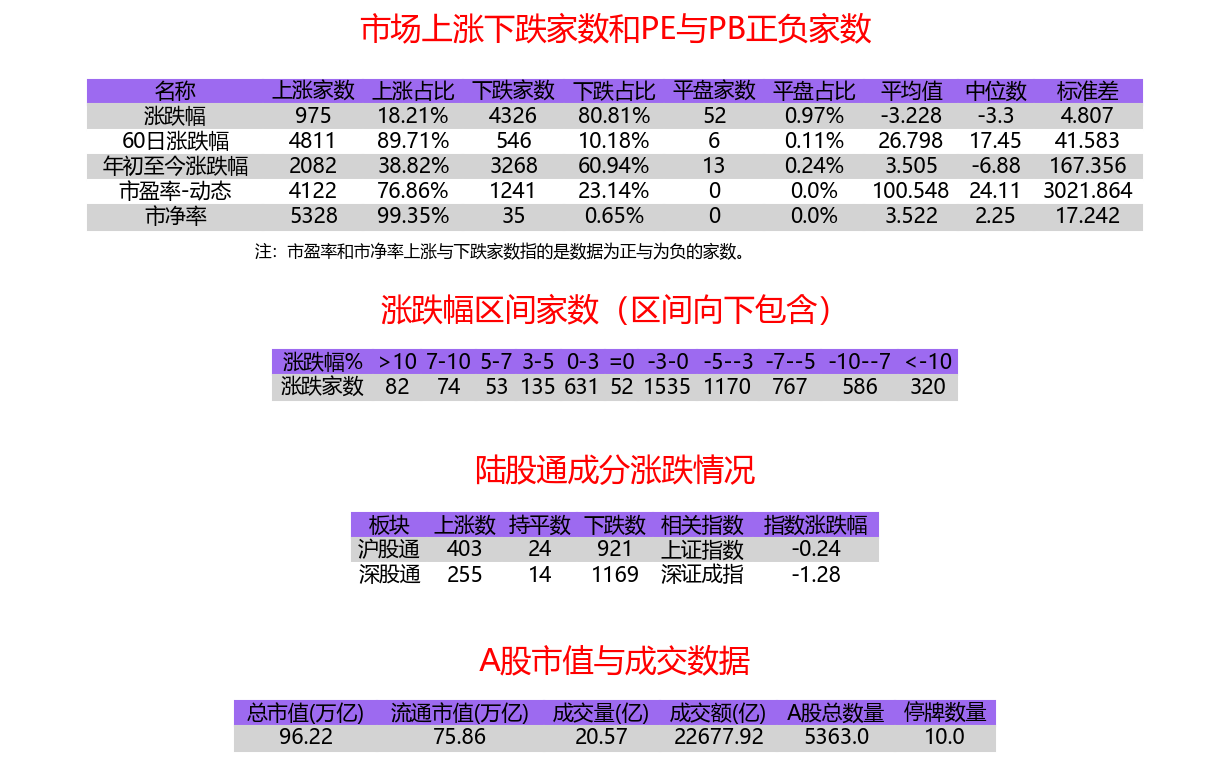 市场上涨下跌家数和PE与PB正负家数
名称 上涨家数 上涨占比 下跌家数 下跌占比 平盘家数 平盘占比 平均值 中位数 标准差
涨跌幅 975 18.21% 4326 80.81% 52 0.97% -3.228 -3.3 4.807
60日涨跌幅 4811 89.71% 546 10.18% 6 0.11% 26.798 17.45 41.583
年初至今涨跌幅 2082 38.82% 3268 60.94% 13 0.24% 3.505 -6.88 167.356
市盈率-动态 4122 76.86% 1241 23.14% 0 0.0% 100.548 24.11 3021.864
市净率 5328 99.35% 35 0.65% 0 0.0% 3.522 2.25 17.242
注：市盈率和市净率上涨与下跌家数指的是数据为正与为负的家数。
涨跌幅区间家数（区间向下包含）
涨跌幅% >10 7-10 5-7 3-5 0-3 =0 -3-0 -5--3 -7--5 -10--7 <-10
涨跌家数 82 74 53 135 631 52 1535 1170 767 586 320
陆股通成分涨跌情况
板块 上涨数 持平数 下跌数 相关指数 指数涨跌幅
沪股通 403 24 921 上证指数 -0.24
深股通 255 14 1169 深证成指 -1.28
A股市值与成交数据
总市值(万亿) 流通市值(万亿) 成交量(亿) 成交额(亿) A股总数量 停牌数量
96.22 75.86 20.57 22677.92 5363.0 10.0